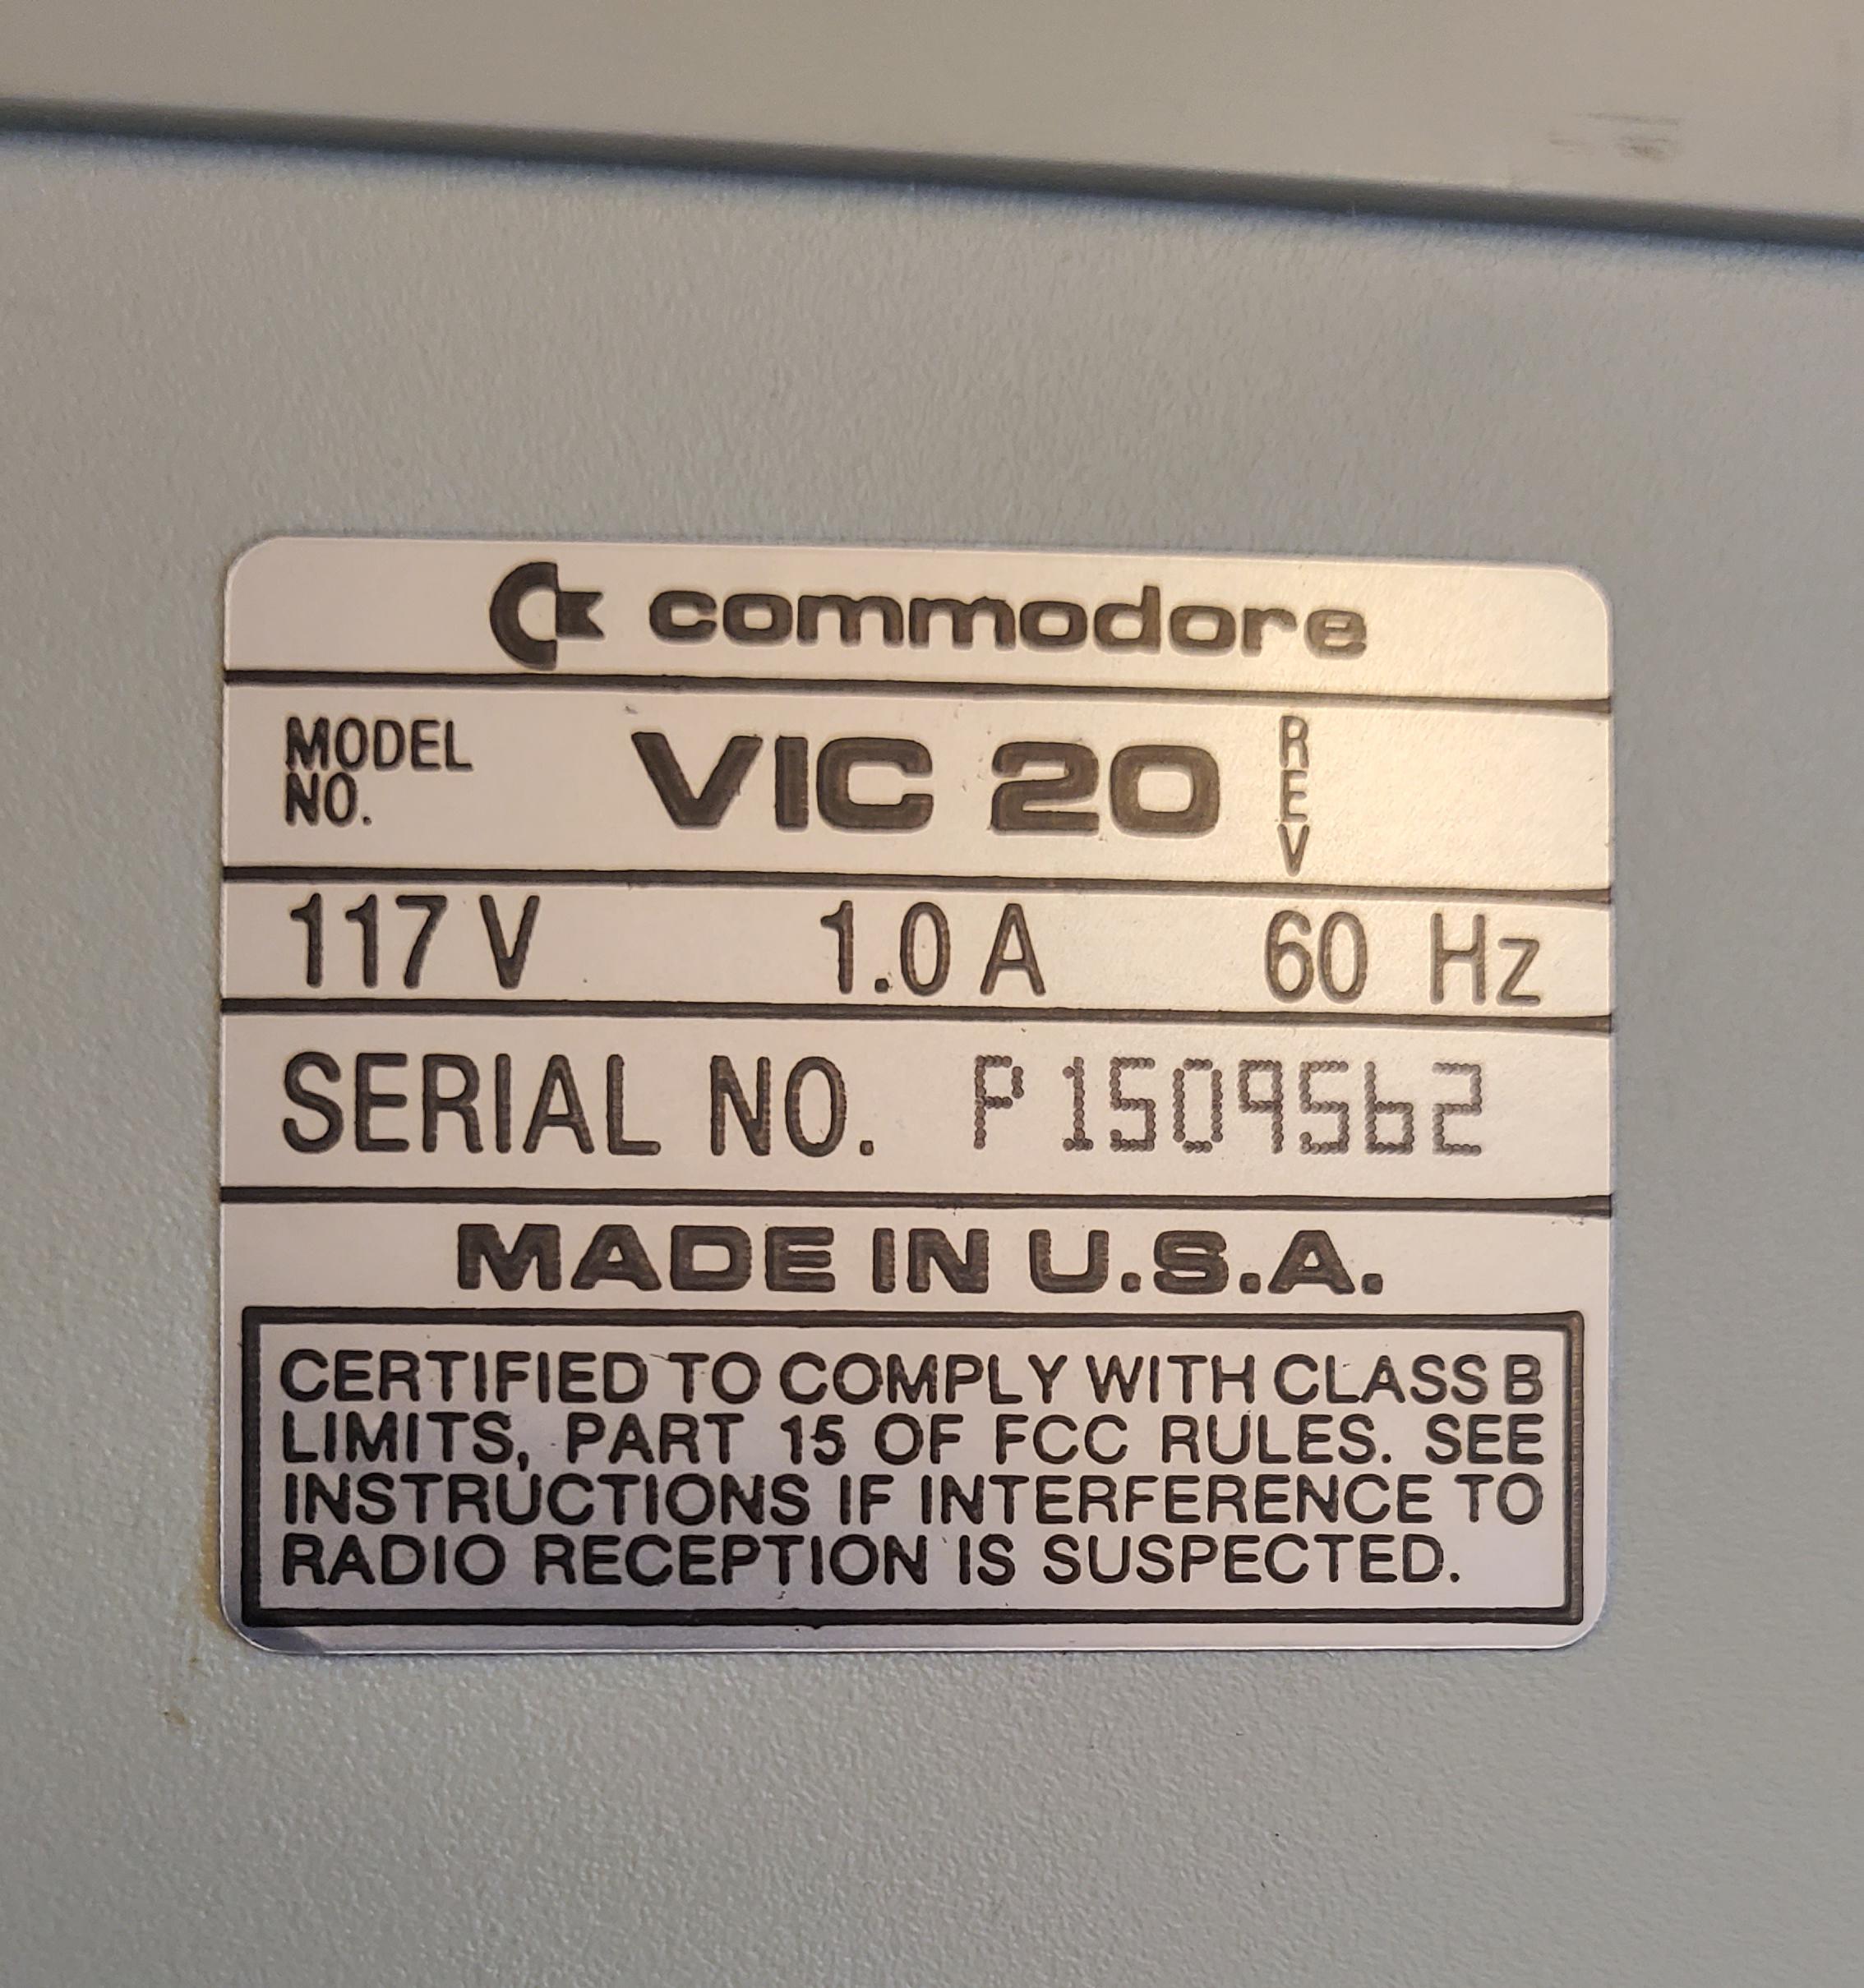 commodore
MODEL NO. VIC 20 REV
117 V 1.0 A 60 Hz
SERIAL NO. P1509562
MADE IN U.S.A.
CERTIFIED TO COMPLY WITH CLASS B
LIMITS, PART 15 OF FCC RULES. SEE
INSTRUCTIONS IF INTERFERENCE TO
RADIO RECEPTION IS SUSPECTED.